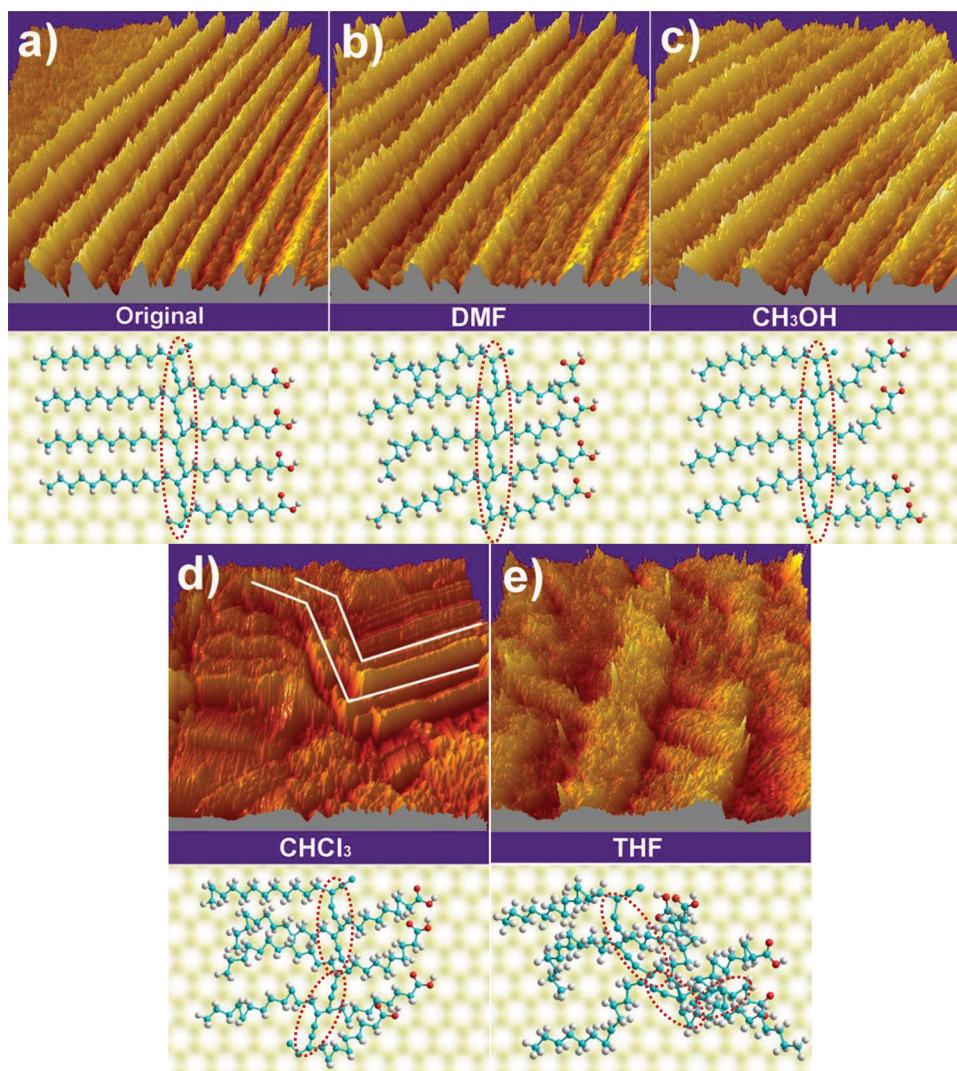 a)
b)
c)
Original
DMF
CH₃OH
d)
e)
CHCl₃
THF